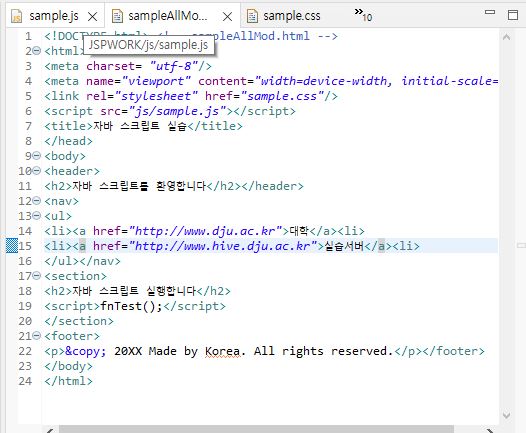 sample.js sampleAllMo... sample.css »10
1 <!DOCTYPE html> <!-- sampleAllMod.html -->
JSPWORK/js/sample.js
2 <html>
3 <meta charset= "utf-8"/>
4 <meta name="viewport" content="width=device-width, initial-scale=
5 <link rel="stylesheet" href="sample.css"/>
6 <script src="js/sample.js"></script>
7 <title>자바 스크립트 실습</title>
8 </head>
9 <body>
10 <header>
11 <h2>자바 스크립트를 환영합니다</h2></header>
12 <nav>
13 <ul>
14 <li><a href="http://www.dju.ac.kr">대학</a><li>
15 <li><a href="http://www.hive.dju.ac.kr">실습서버</a><li>
16 </ul></nav>
17 <section>
18 <h2>자바 스크립트 실행합니다</h2>
19 <script>fnTest();</script>
20 </section>
21 <footer>
22 <p>&copy; 20XX Made by Korea. All rights reserved.</p></footer>
23 </body>
24 </html>